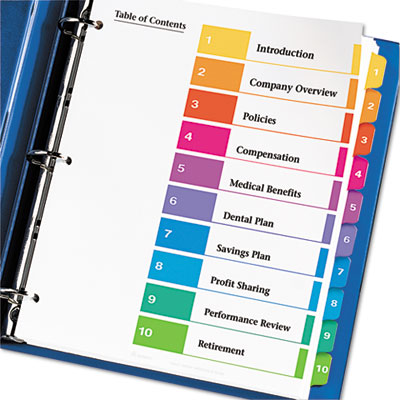 Table of Contents
1 Introduction
2 Company Overview
3 Policies
4 Compensation
5 Medical Benefits
6 Dental Plan
7 Savings Plan
8 Profit Sharing
9 Performance Review
10 Retirement
1
2
3
4
5
6
7
8
9
10